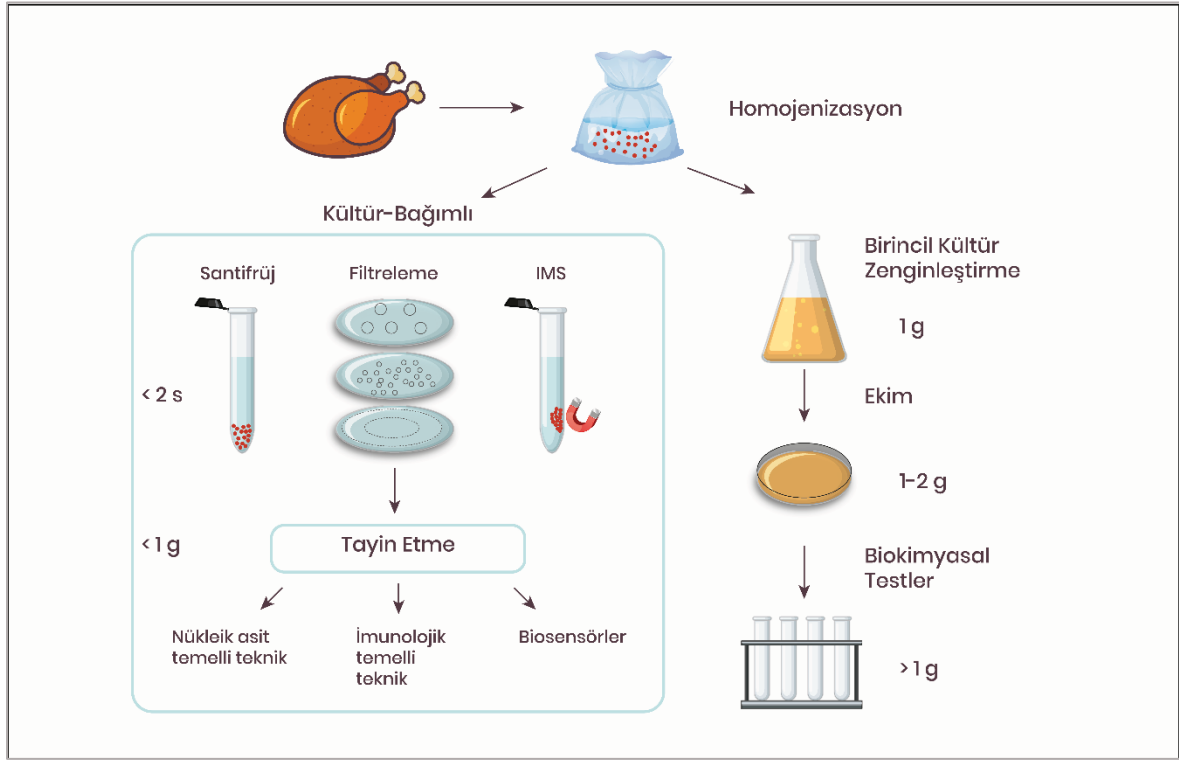 Homojenizasyon
Kültür-Bağımlı
Santifrüj
Filtreleme
IMS
< 2 s
< 1 g
Tayin Etme
Nükleik asit
temelli teknik
İmunolojik
temelli
teknik
Biosensörler
Birincil Kültür
Zenginleştirme
1 g
Ekim
1-2 g
Biokimyasal
Testler
> 1 g